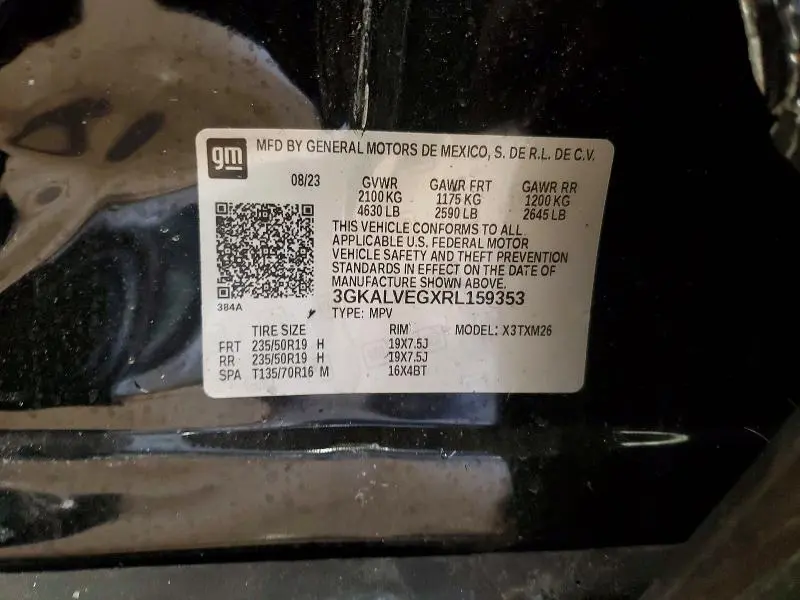 gm MFD BY GENERAL MOTORS DE MEXICO, S. DE R.L. DE C.V.
08/23 GVWR GAWR FRT GAWR RR
2100 KG 1175 KG 1200 KG
4630 LB 2590 LB 2645 LB
THIS VEHICLE CONFORMS TO ALL
APPLICABLE U.S. FEDERAL MOTOR
VEHICLE SAFETY AND THEFT PREVENTION
STANDARDS IN EFFECT ON THE DATE OF
MANUFACTURE SHOWN ABOVE.
384A 3GKALVEGXRL159353
TYPE: MPV
TIRE SIZE RIM MODEL: X3TXM26
FRT 235/50R19 H 19X7.5J
RR 235/50R19 H 19X7.5J
SPA T135/70R16 M 16X4BT